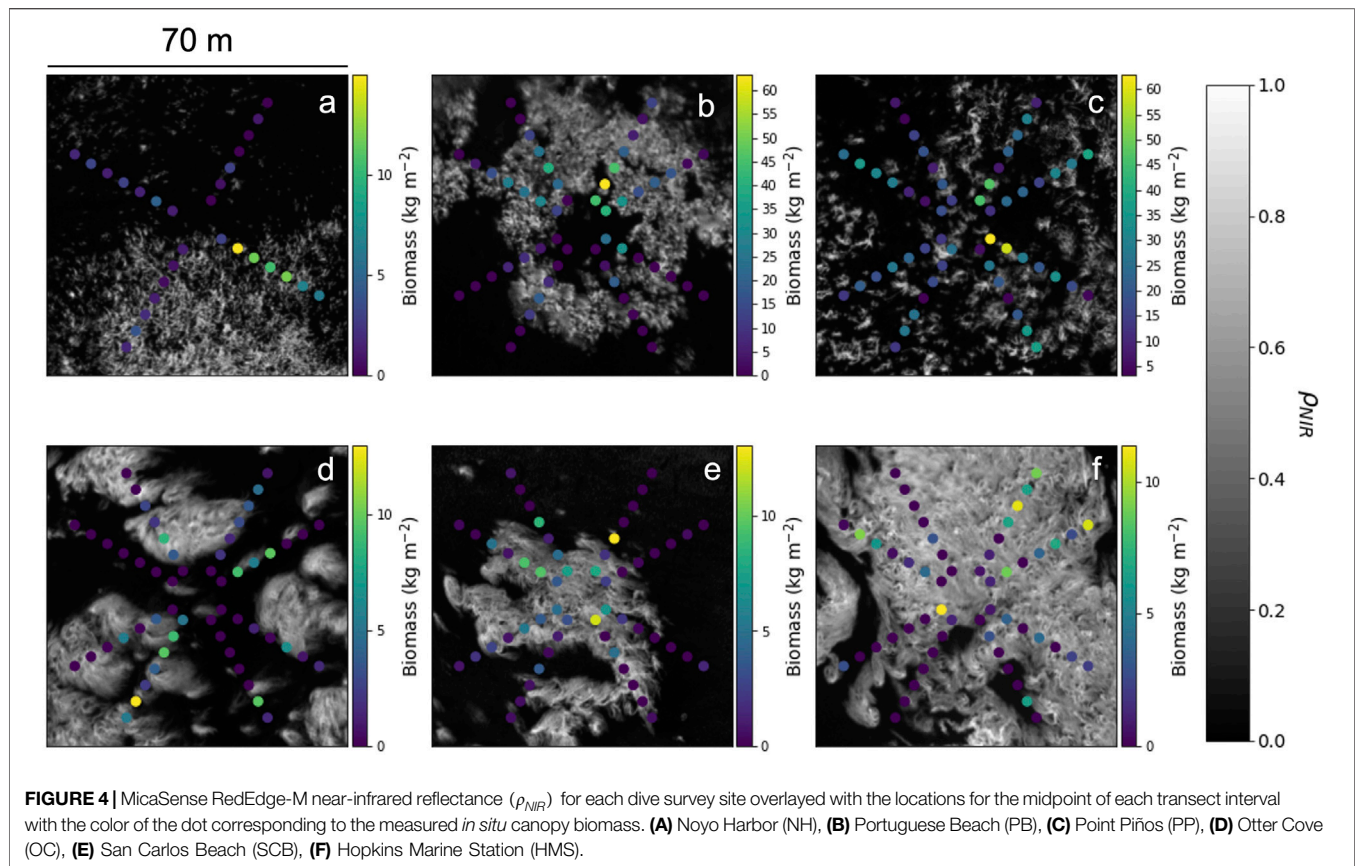 70 m
a
10
5
0
Biomass (kg m⁻²)
b
60
55
50
45
40
35
30
25
20
15
10
5
0
Biomass (kg m⁻²)
c
60
55
50
45
40
35
30
25
20
15
10
5
Biomass (kg m⁻²)
d
10
5
0
Biomass (kg m⁻²)
e
10
5
0
Biomass (kg m⁻²)
f
10
5
0
Biomass (kg m⁻²)
1.0
0.8
0.6
0.4
0.2
0.0
ρNIR
FIGURE 4 | MicaSense RedEdge-M near-infrared reflectance (ρNIR) for each dive survey site overlayed with the locations for the midpoint of each transect interval
with the color of the dot corresponding to the measured in situ canopy biomass. (A) Noyo Harbor (NH), (B) Portuguese Beach (PB), (C) Point Piños (PP), (D) Otter Cove
(OC), (E) San Carlos Beach (SCB), (F) Hopkins Marine Station (HMS).